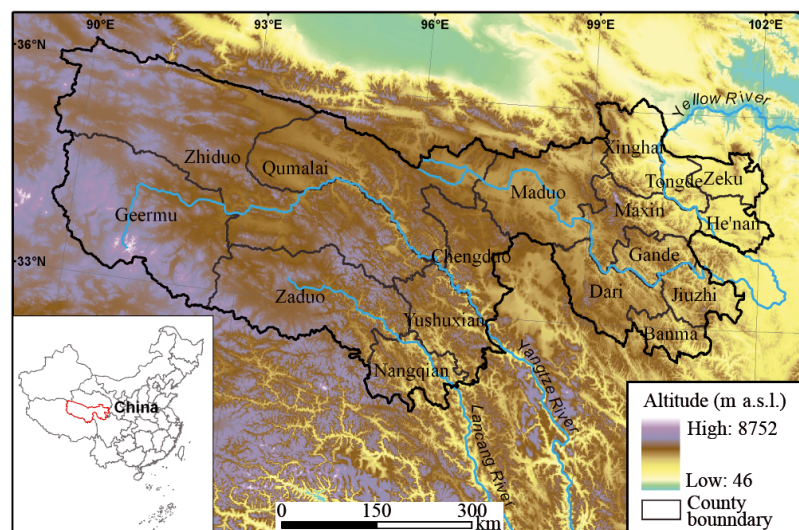 90°E
93°E
96°E
99°E
102°E
36°N
33°N
Yellow River
Xinghai
Zhiduo
Qumalai
Tongde
Zeku
Maduo
Maxin
Geermu
He'nan
Chengduo
Gande
Zaduo
Dari
Jiuzhi
Yushuxian
Banma
Nangqian
Yangtze River
Lancang River
China
Altitude (m a.s.l.)
High: 8752
Low: 46
County
bounndary
0 150 300
km